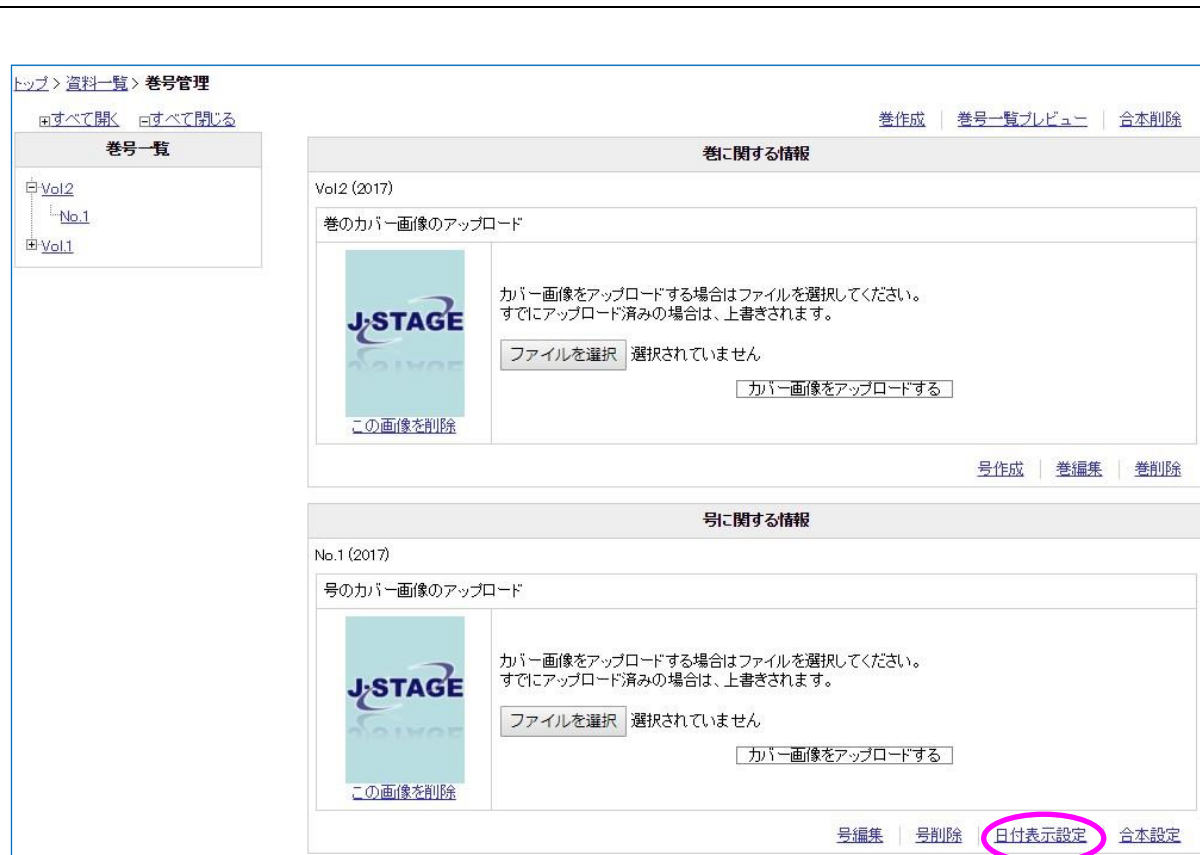 トップ > 資料一覧 > 巻号管理
すべて開く すべて閉じる
巻作成 | 巻号一覧プレビュー | 合本削除
巻号一覧
Vol.2
No.1
Vol.1
巻に関する情報
Vol.2 (2017)
巻のカバー画像のアップロード
J-STAGE
この画像を削除
カバー画像をアップロードする場合はファイルを選択してください。
すでにアップロード済みの場合は、上書きされます。
ファイルを選択 選択されていません
カバー画像をアップロードする
号作成 | 巻編集 | 巻削除
号に関する情報
No.1 (2017)
号のカバー画像のアップロード
J-STAGE
この画像を削除
カバー画像をアップロードする場合はファイルを選択してください。
すでにアップロード済みの場合は、上書きされます。
ファイルを選択 選択されていません
カバー画像をアップロードする
号編集 | 号削除 | 日付表示設定 | 合本設定